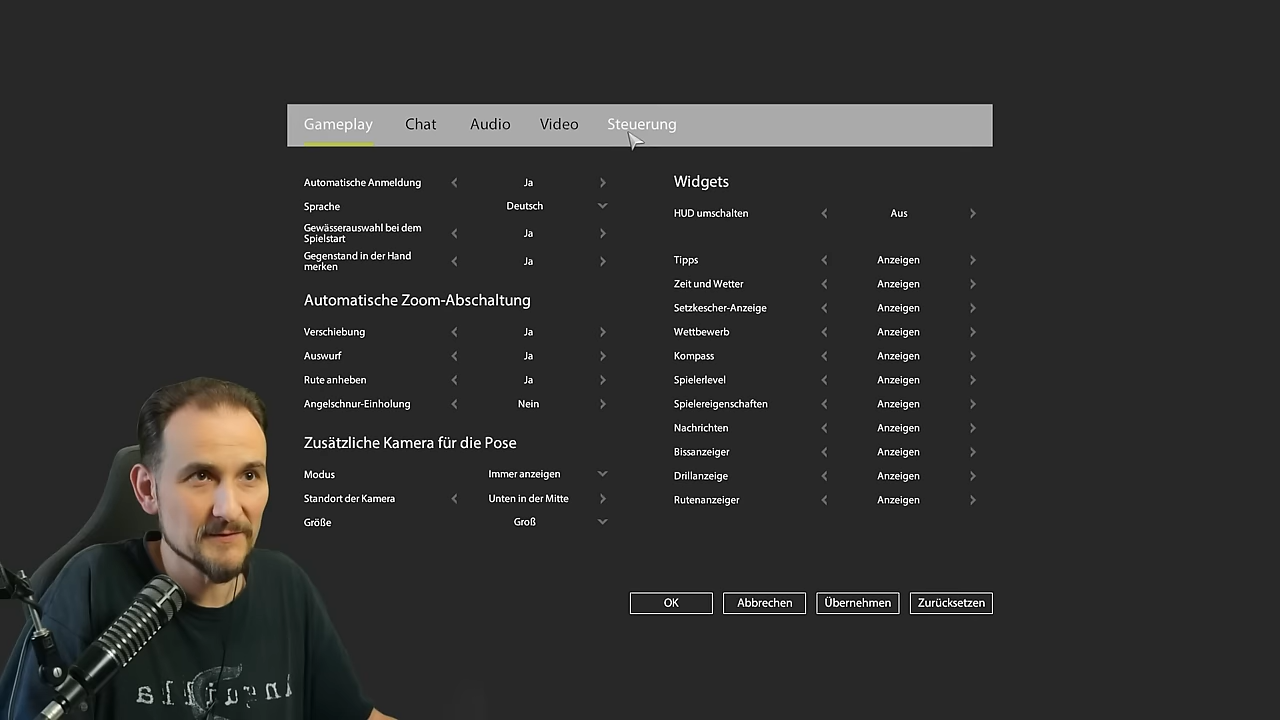 Gameplay Chat Audio Video Steuerung
Automatische Anmeldung Ja
Sprache Deutsch
Gewässerauswahl bei dem
Spielstart Ja
Gegenstand in der Hand
merken Ja
Automatische Zoom-Abschaltung
Verschiebung Ja
Auswurf Ja
Rute anheben Ja
Angelschnur-Einholung Nein
Zusätzliche Kamera für die Pose
Modus Immer anzeigen
Standort der Kamera Unten in der Mitte
Größe Groß
Widgets
HUD umschalten Aus
Tipps Anzeigen
Zeit und Wetter Anzeigen
Setzkescher-Anzeige Anzeigen
Wettbewerb Anzeigen
Kompass Anzeigen
Spielerlevel Anzeigen
Spielereigenschaften Anzeigen
Nachrichten Anzeigen
Bissanzeiger Anzeigen
Drillanzeige Anzeigen
Rutenanzeiger Anzeigen
OK Abbrechen Übernehmen Zurücksetzen